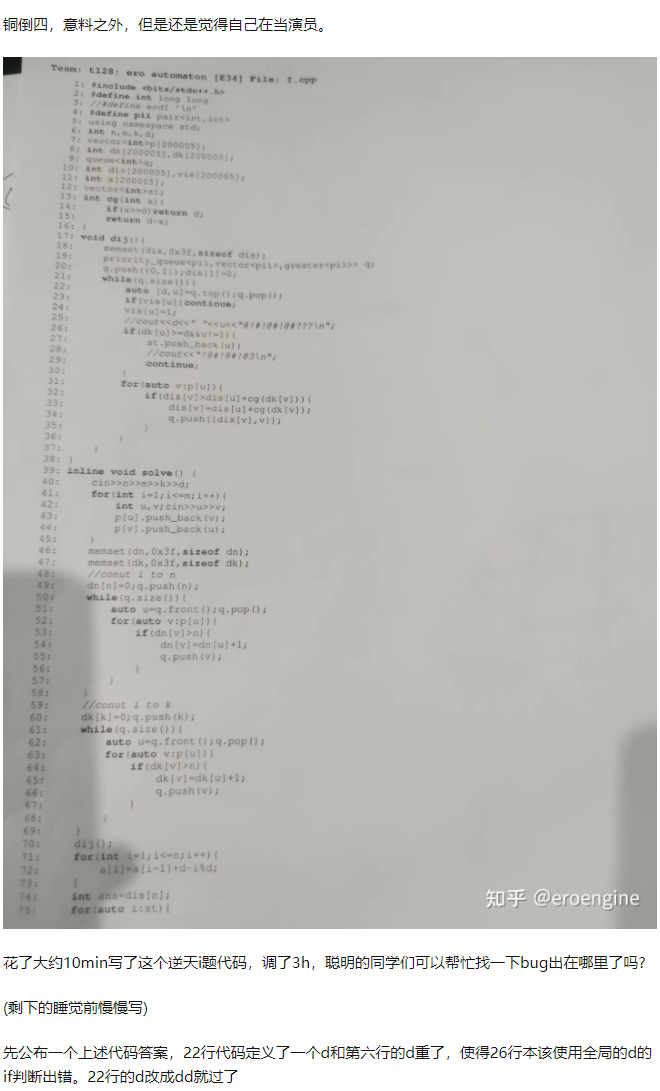 铜倒四，意料之外，但是还是觉得自己在当演员。
Team: t128: ero automaton [E34] File: I.cpp
1: #include <bits/stdc++.h>
2: #define int long long
3: //#define endl '\n'
4: #define pii pair<int,int>
5: using namespace std;
6: int n,m,k,d;
7: vector<int>p[200005];
8: int dn[200005],dk[200005];
9: queue<int>q;
10: int dis[200005],vis[200005];
11: int a[200005];
12: vector<int>st;
13: int cg(int x){
14: if(x>=d)return d;
15: return d-x;
16: }
17: void dij(){
18: memset(dis,0x3f,sizeof dis);
19: priority_queue<pii,vector<pii>,greater<pii>> q;
20: q.push({0,1});dis[1]=0;
21: while(q.size()){
22: auto [d,u]=q.top();q.pop();
23: if(vis[u])continue;
24: vis[u]=1;
25: //cout<<d<<" "<<u<<"@!#!@#!@#???\n";
26: if(dk[u]>=d&&u!=1){
27: st.push_back(u);
28: //cout<<"!@#!@#!@3\n";
29: continue;
30: }
31: for(auto v:p[u]){
32: if(dis[v]>dis[u]+cg(dk[v])){
33: dis[v]=dis[u]+cg(dk[v]);
34: q.push({dis[v],v});
35: }
36: }
37: }
38: }
39: inline void solve() {
40: cin>>n>>m>>k>>d;
41: for(int i=1;i<=m;i++){
42: int u,v;cin>>u>>v;
43: p[u].push_back(v);
44: p[v].push_back(u);
45: }
46: memset(dn,0x3f,sizeof dn);
47: memset(dk,0x3f,sizeof dk);
48: //conut i to n
49: dn[n]=0;q.push(n);
50: while(q.size()){
51: auto u=q.front();q.pop();
52: for(auto v:p[u]){
53: if(dn[v]>n){
54: dn[v]=dn[u]+1;
55: q.push(v);
56: }
57: }
58: }
59: //conut i to k
60: dk[k]=0;q.push(k);
61: while(q.size()){
62: auto u=q.front();q.pop();
63: for(auto v:p[u]){
64: if(dk[v]>n){
65: dk[v]=dk[u]+1;
66: q.push(v);
67: }
68: }
69: }
70: dij();
71: for(int i=1;i<=n;i++){
72: a[i]=a[i-1]+d-i%d;
73: }
74: int ans=dis[n];
75: for(auto i:st){
知乎 @eroengine
花了大约10min写了这个逆天i题代码，调了3h，聪明的同学们可以帮忙找一下bug出在哪里了吗?
(剩下的睡觉前慢慢写)
先公布一个上述代码答案，22行代码定义了一个d和第六行的d重了，使得26行本该使用全局的d的
if判断出错。22行的d改成dd就过了